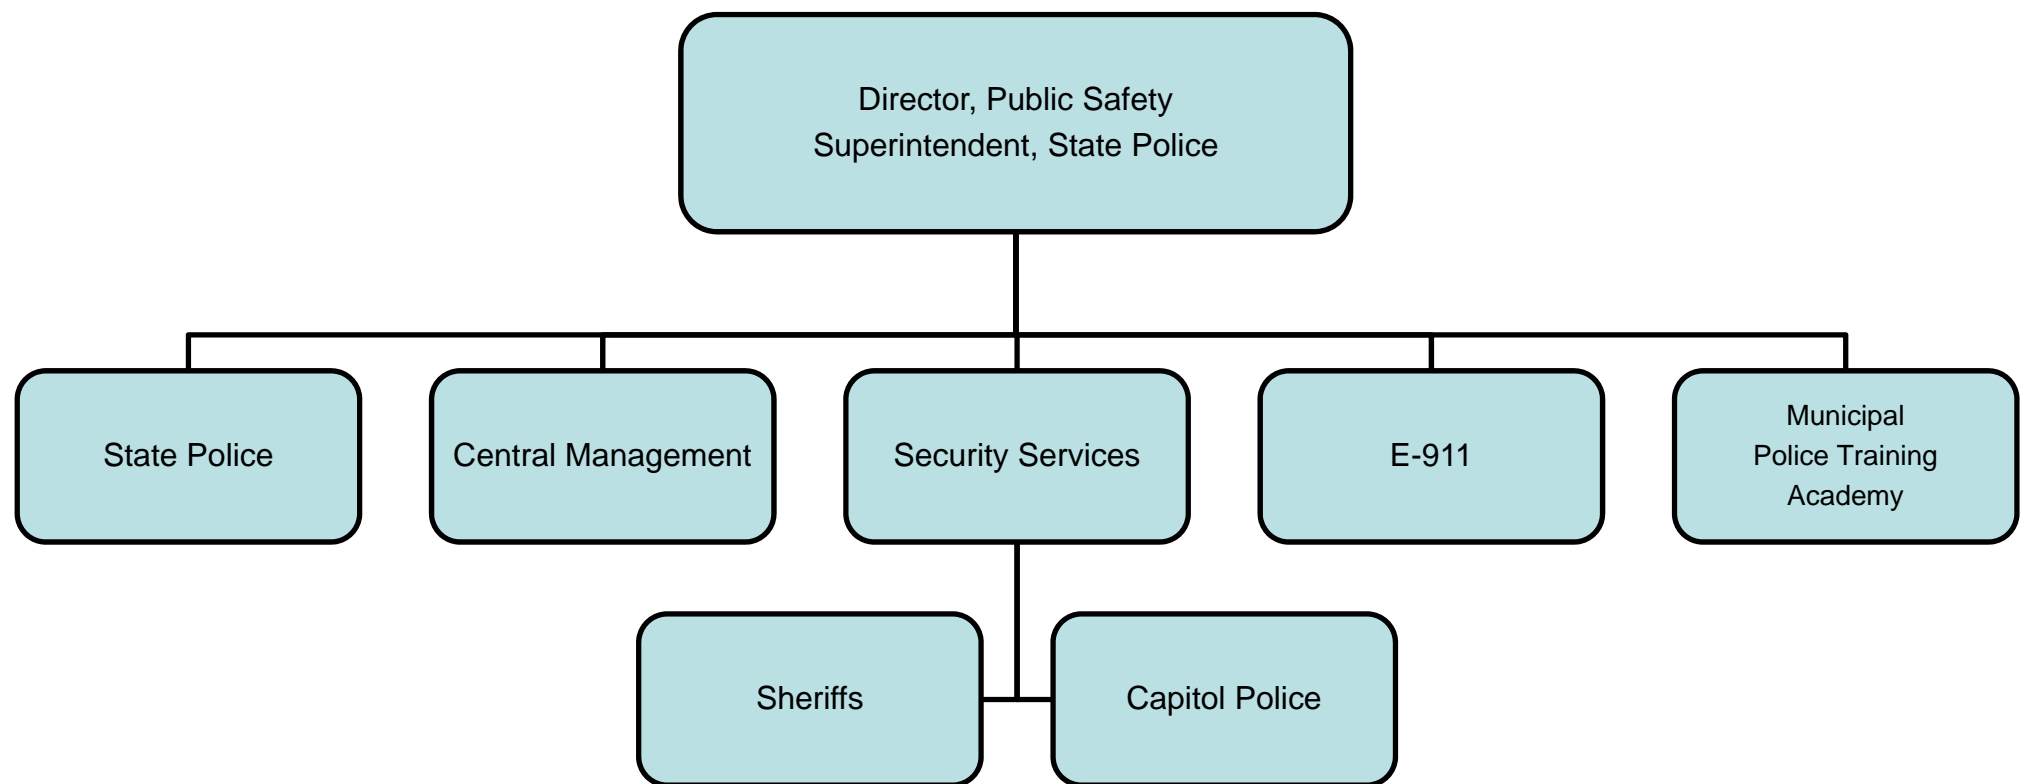 Director, Public Safety
Superintendent, State Police
State Police
Central Management
Security Services
E-911
Municipal
Police Training
Academy
Sheriffs
Capitol Police